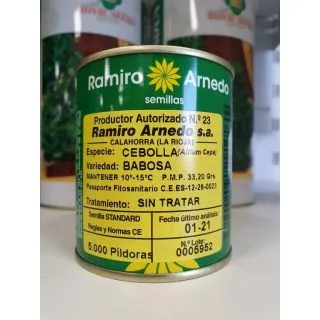 Ramiro Arnedo
semillas
Productor Autorizado N.º 23
Ramiro Arnedo s.a.
CALAHORRA (LA RIOJA)
Especie: CEBOLLA (Allium Cepa)
Variedad: BABOSA
MANTENER 10º-15ºC P.M.P. 33,20 Grs.
Pasaporte Fitosanitario C.E.ES-12-26-0023
Tratamiento: SIN TRATAR
Semilla STANDARD
Reglas y Normas CE
Fecha último análisis:
01-21
5.000 Píldoras
N.º Lote:
0005952